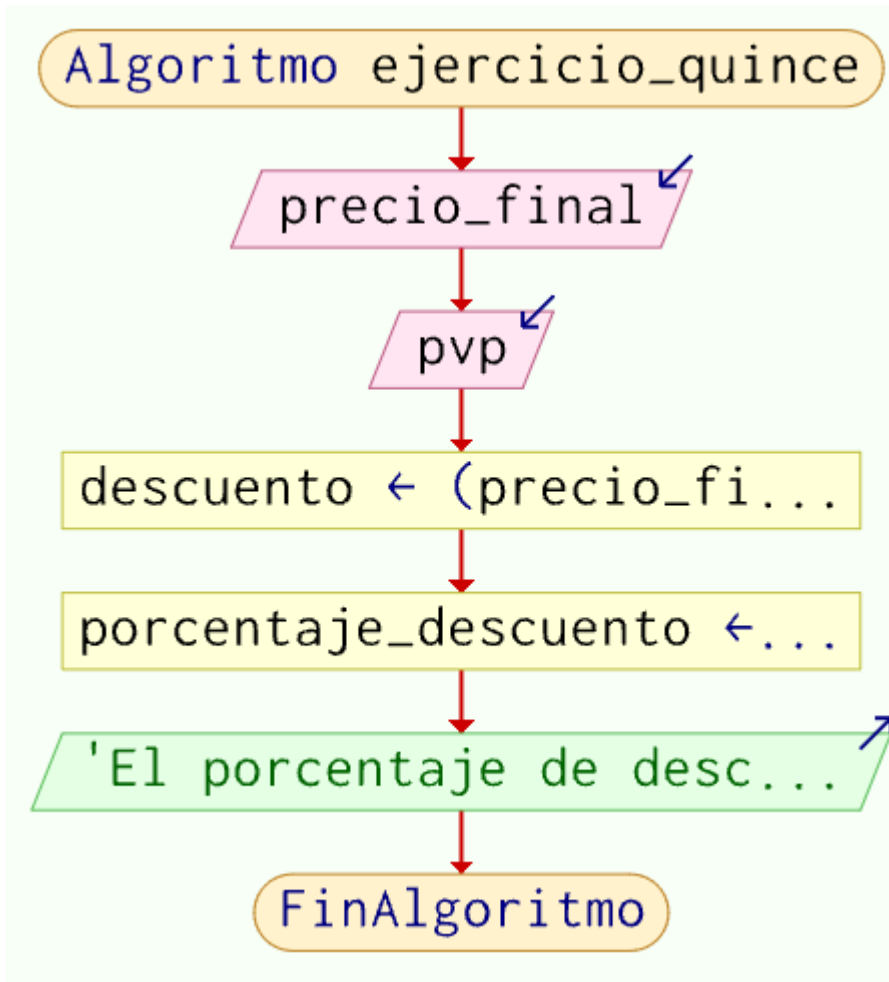 Algoritmo ejercicio_quince
precio_final
pvp
descuento ← (precio_fi...
porcentaje_descuento ←...
'El porcentaje de desc...
FinAlgoritmo